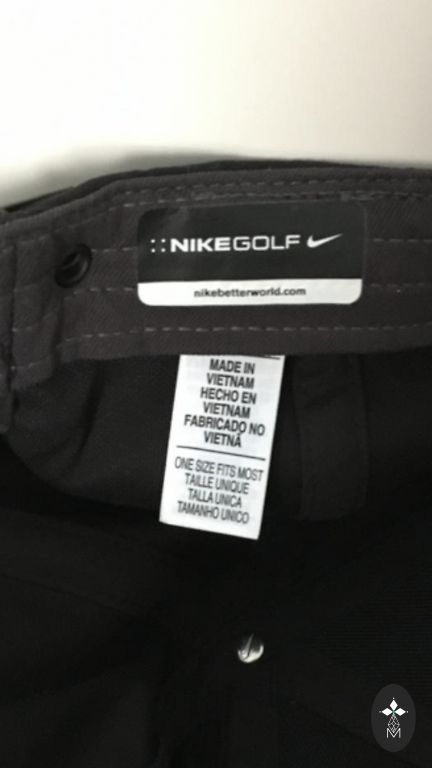 NIKEGOLF
nikebetterworld.com
MADE IN
VIETNAM
HECHO EN
VIETNAM
FABRICADO NO
VIETNÃ
ONE SIZE FITS MOST
TAILLE UNIQUE
TALLA UNICA
TAMANHO UNICO
M